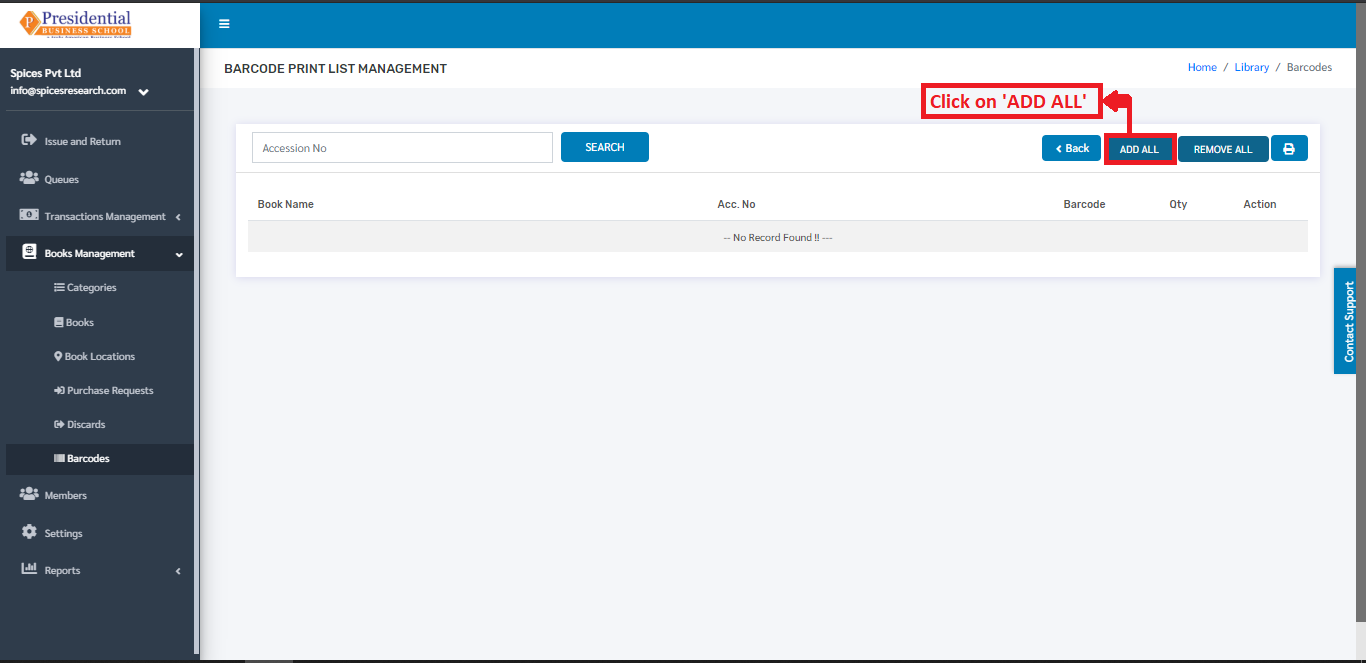 Presidential
BUSINESS SCHOOL
Spices Pvt Ltd
info@spicesresearch.com
Issue and Return
Queues
Transactions Management
Books Management
Categories
Books
Book Locations
Purchase Requests
Discards
Barcodes
Members
Settings
Reports
BARCODE PRINT LIST MANAGEMENT
Home / Library / Barcodes
Click on 'ADD ALL'
Accession No
SEARCH
Back
ADD ALL
REMOVE ALL
Book Name Acc. No Barcode Qty Action
-- No Record Found !! ---
Contact Support